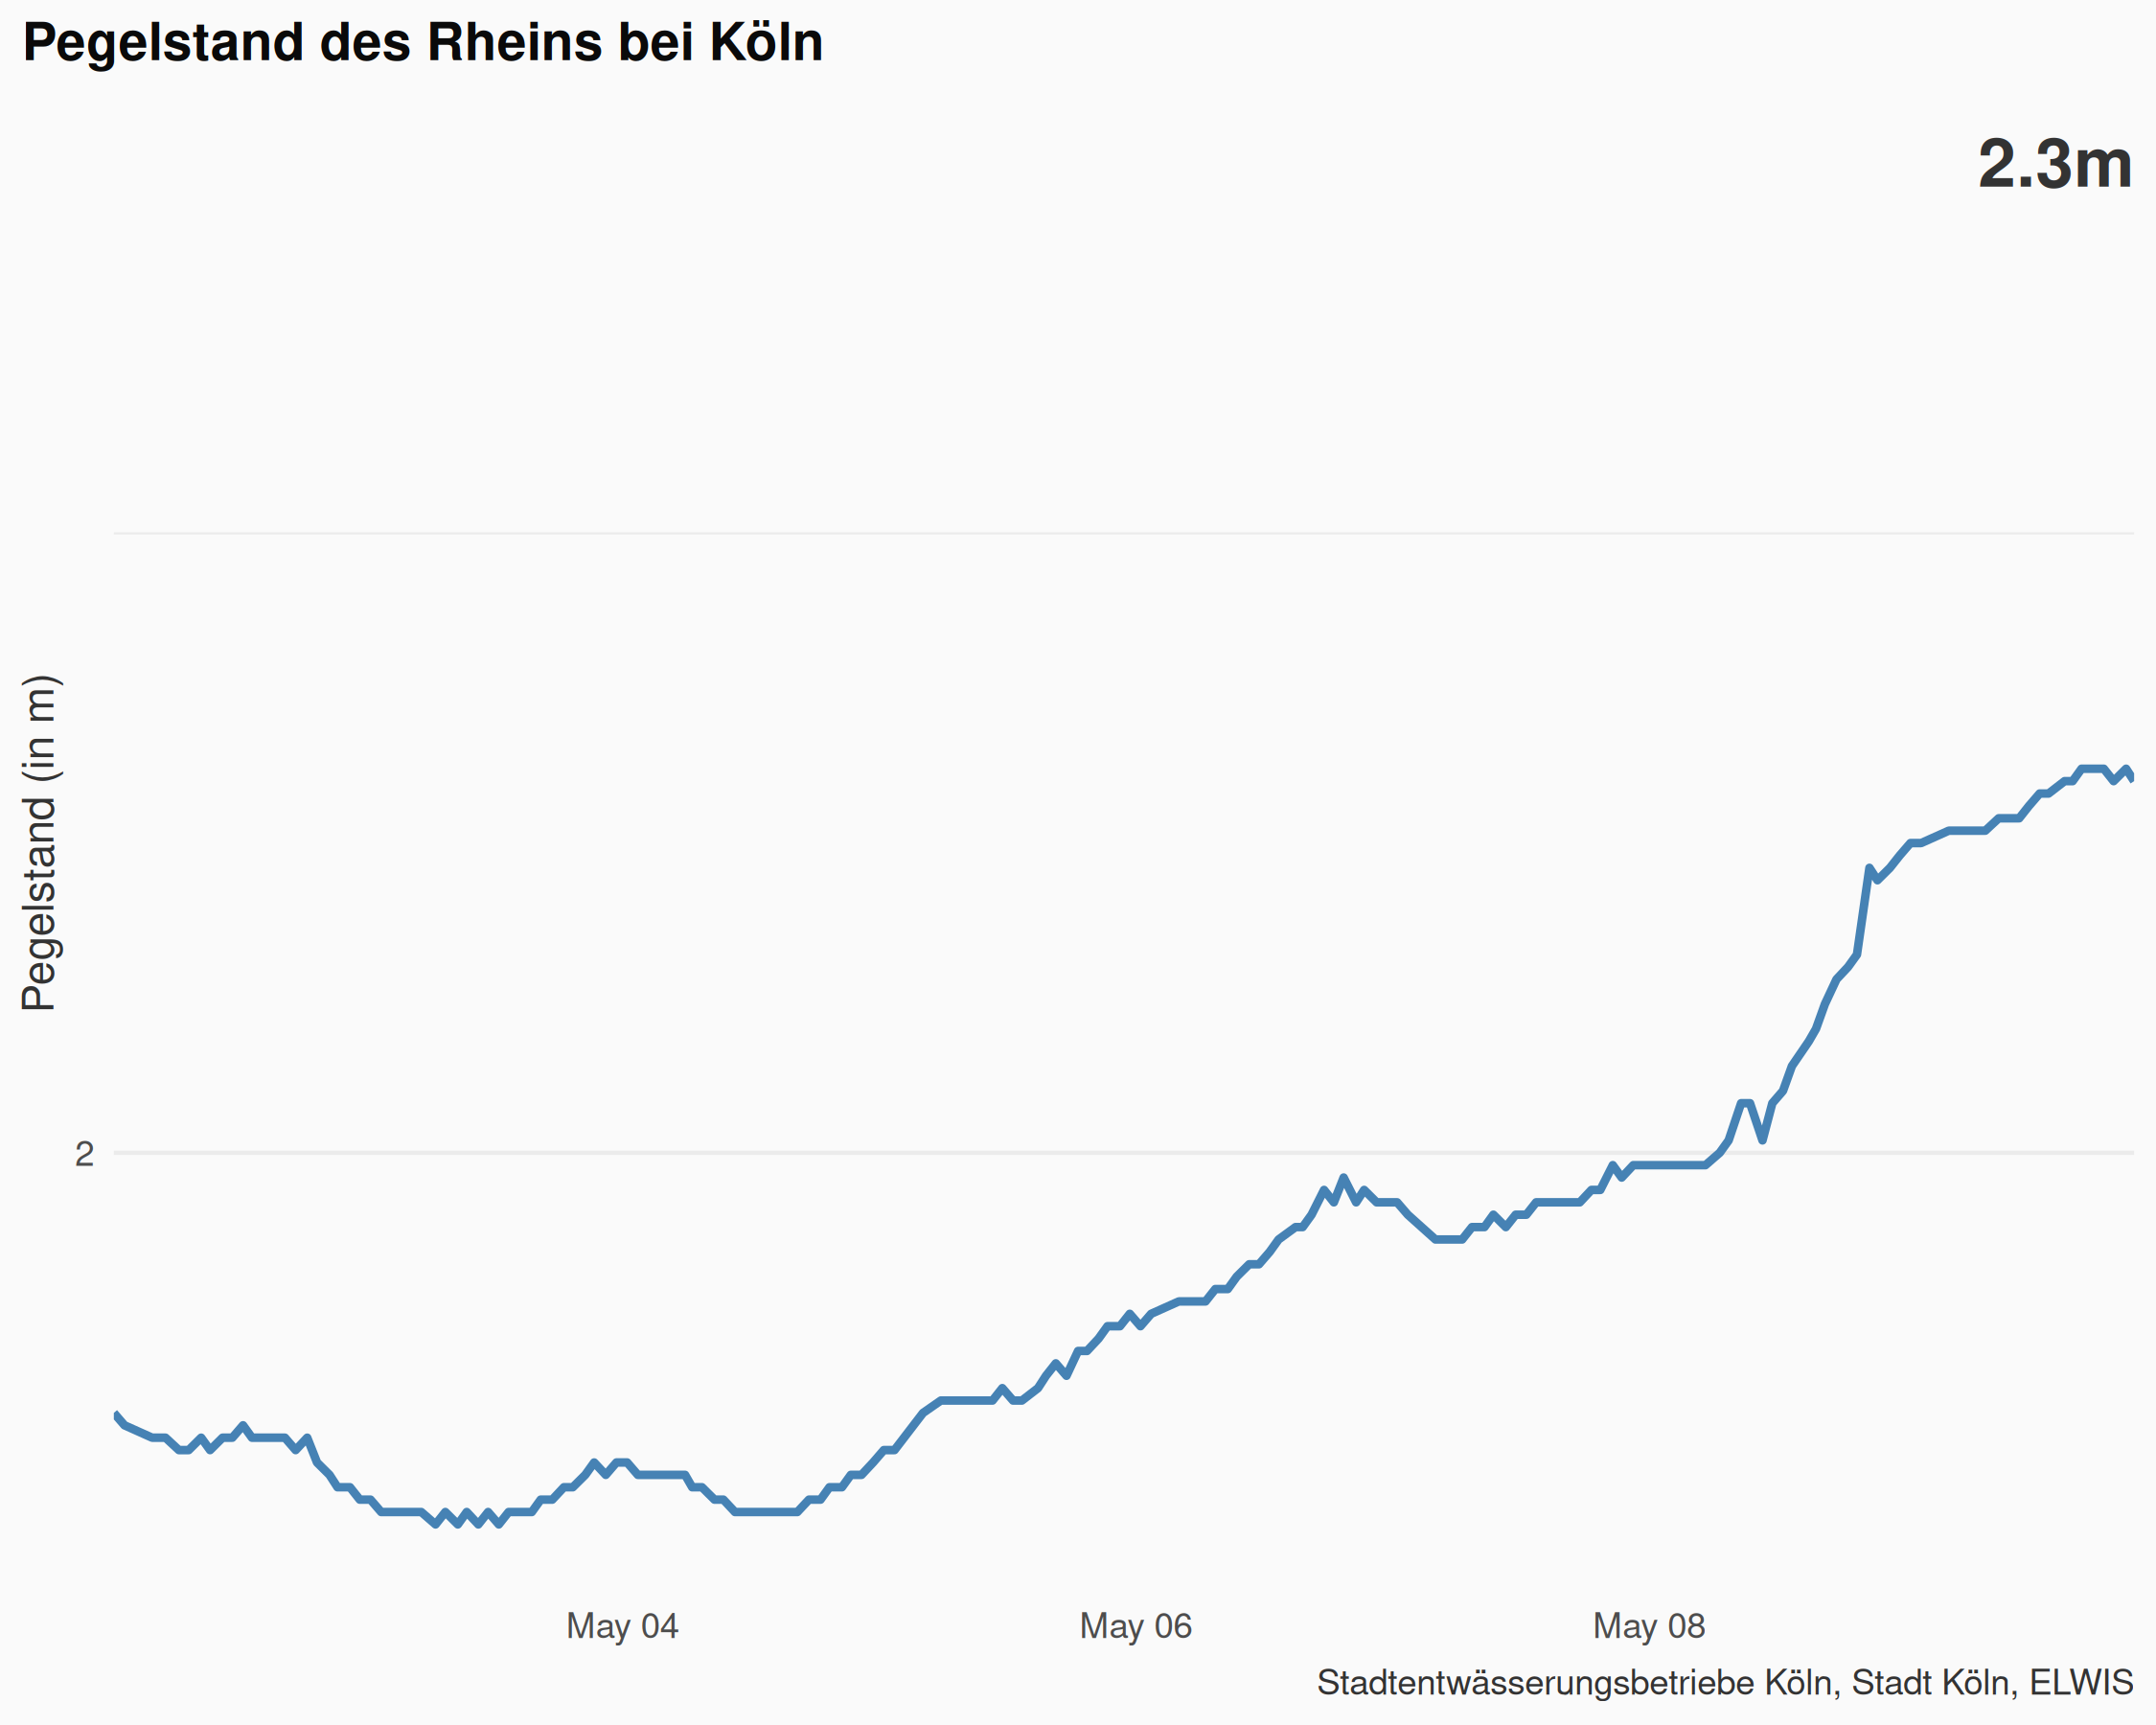 Pegelstand des Rheins bei Köln
2.3m
Pegelstand (in m)
2
May 04
May 06
May 08
Stadtentwässerungsbetriebe Köln, Stadt Köln, ELWIS